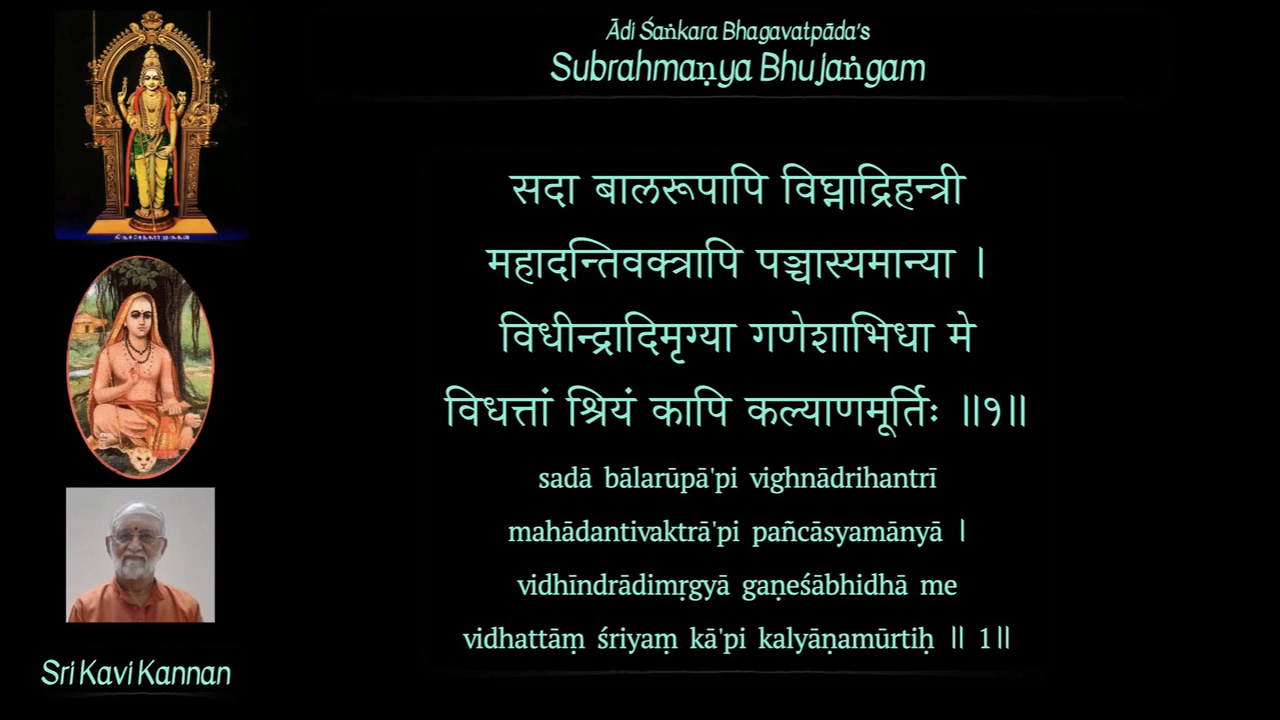 Ādi Śaṅkara Bhagavatpāda's
Subrahmaṇya Bhujaṅgam
सदा बालरूपापि विघ्नाद्रिहन्त्री
महादन्तिवक्त्रापि पञ्चास्यमान्या ।
विधीन्द्रादिमृग्या गणेशाभिधा मे
विधत्तां श्रियं कापि कल्याणमूर्तिः ॥१॥
sadā bālarūpā'pi vighnādrihantrī
mahādantivaktrā'pi pañcāsyamānyā |
vidhīndrādimṛgyā gaṇeśābhidhā me
vidhattāṃ śriyaṃ kā'pi kalyāṇamūrtiḥ || 1||
Sri Kavi Kannan